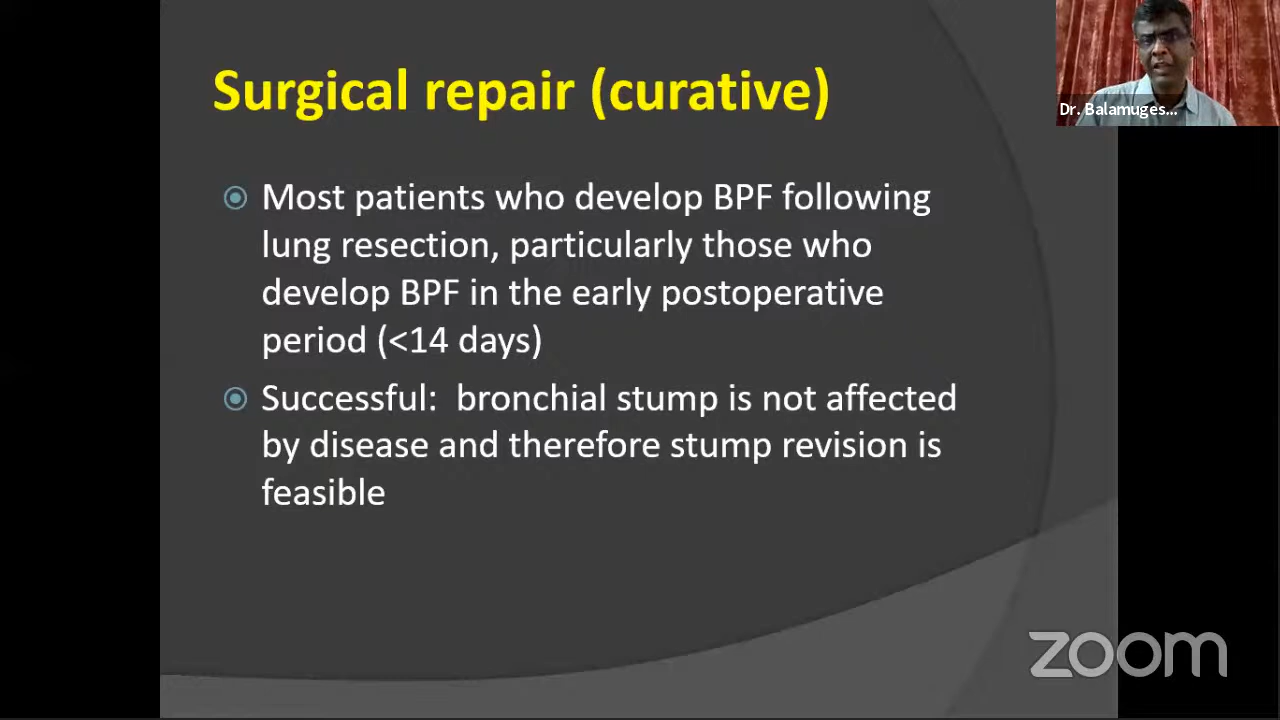 Surgical repair (curative)
Dr. Balamuges...
Most patients who develop BPF following
lung resection, particularly those who
develop BPF in the early postoperative
period (<14 days)
Successful:  bronchial stump is not affected
by disease and therefore stump revision is
feasible
zoom